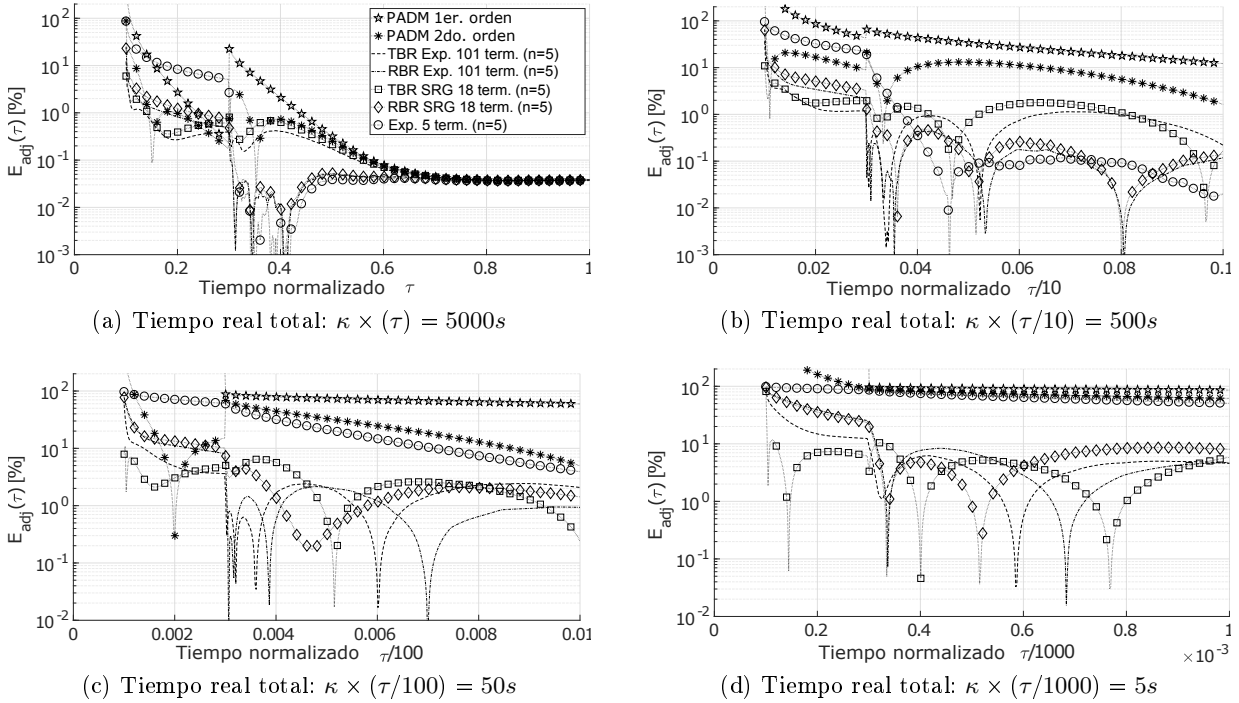 E_adj(τ) [%]
10^2
10^1
10^0
10^-1
10^-2
10^-3
0
0.2
0.4
0.6
0.8
1
Tiempo normalizado τ
PADM 1er. orden
PADM 2do. orden
TBR Exp. 101 term. (n=5)
RBR Exp. 101 term. (n=5)
TBR SRG 18 term. (n=5)
RBR SRG 18 term. (n=5)
Exp. 5 term. (n=5)
(a) Tiempo real total: κ × (τ) = 5000s
E_adj(τ) [%]
10^2
10^1
10^0
10^-1
10^-2
10^-3
0
0.02
0.04
0.06
0.08
0.1
Tiempo normalizado τ/10
(b) Tiempo real total: κ × (τ/10) = 500s
E_adj(τ) [%]
10^2
10^1
10^0
10^-1
10^-2
0
0.002
0.004
0.006
0.008
0.01
Tiempo normalizado τ/100
(c) Tiempo real total: κ × (τ/100) = 50s
E_adj(τ) [%]
10^2
10^1
10^0
10^-1
10^-2
0
0.2
0.4
0.6
0.8
1
Tiempo normalizado τ/1000
×10^-3
(d) Tiempo real total: κ × (τ/1000) = 5s